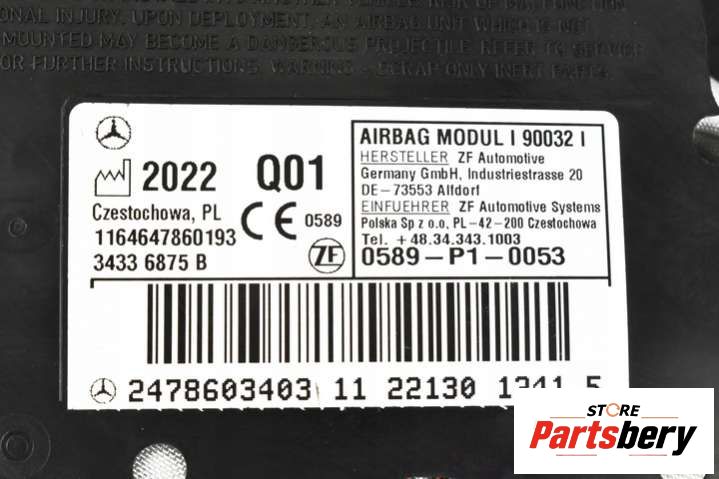 ONAL INJURY. UPON DEPLOYMENT, AN AIRBAG UNIT WHICH IS NOT
MOUNTED MAY BECOME A DANGEROUS PROJECTILE REFER TO SERVICE
FOR FURTHER INSTRUCTIONS. WARNING - SCRAP ONLY INERT PARTS
2022 Q01
Czestochowa, PL
1164647860193
3433 6875 B
CE 0589
ZF
AIRBAG MODUL I 90032 I
HERSTELLER ZF Automotive
Germany GmbH, Industriestrasse 20
DE-73553 Alfdorf
EINFUEHRER ZF Automotive Systems
Polska Sp z o.o, PL-42-200 Czestochowa
Tel. +48.34.343.1003
0589-P1-0053
2478603403 11 22130
STORE
Partsbery